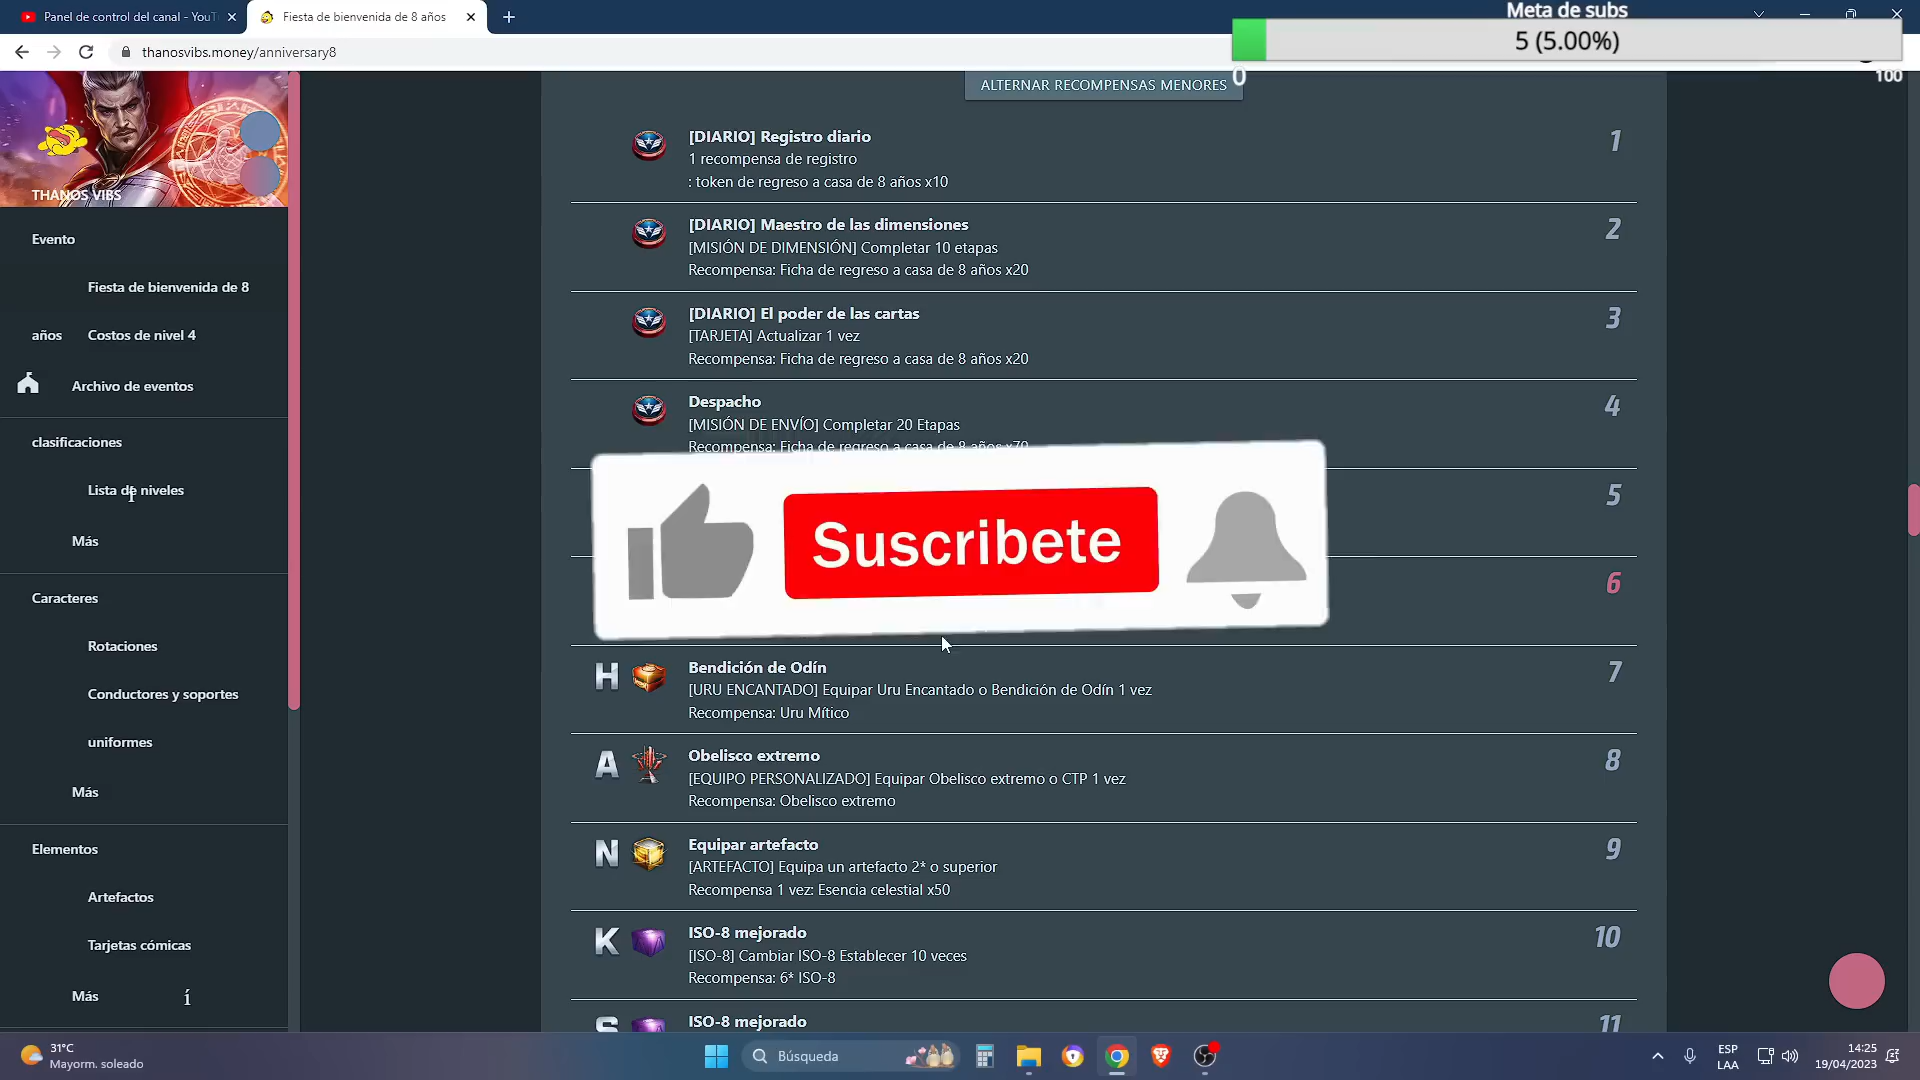 Panel de control del canal - YouT
Fiesta de bienvenida de 8 años
Meta de subs
5 (5.00%)
0
100
thanosvibs.money/anniversary8
THANOS VIBS
Evento
Fiesta de bienvenida de 8
años
Costos de nivel 4
Archivo de eventos
clasificaciones
Lista de niveles
Más
Caracteres
Rotaciones
Conductores y soportes
uniformes
Más
Elementos
Artefactos
Tarjetas cómicas
Más
ALTERNAR RECOMPENSAS MENORES
[DIARIO] Registro diario
1 recompensa de registro
: token de regreso a casa de 8 años x10
1
[DIARIO] Maestro de las dimensiones
[MISIÓN DE DIMENSIÓN] Completar 10 etapas
Recompensa: Ficha de regreso a casa de 8 años x20
2
[DIARIO] El poder de las cartas
[TARJETA] Actualizar 1 vez
Recompensa: Ficha de regreso a casa de 8 años x20
3
Despacho
[MISIÓN DE ENVÍO] Completar 20 Etapas
Recompensa: Ficha de regreso a casa de 8 años x70
4
5
Suscribete
6
H
Bendición de Odín
[URU ENCANTADO] Equipar Uru Encantado o Bendición de Odín 1 vez
Recompensa: Uru Mítico
7
A
Obelisco extremo
[EQUIPO PERSONALIZADO] Equipar Obelisco extremo o CTP 1 vez
Recompensa: Obelisco extremo
8
N
Equipar artefacto
[ARTEFACTO] Equipa un artefacto 2* o superior
Recompensa 1 vez: Esencia celestial x50
9
K
ISO-8 mejorado
[ISO-8] Cambiar ISO-8 Establecer 10 veces
Recompensa: 6* ISO-8
10
S
ISO-8 mejorado
11
31°C
Mayorm. soleado
Búsqueda
ESP
LAA
14:25
19/04/2023